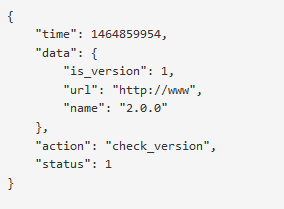 {
    "time": 1464859954,
    "data": {
        "is_version": 1,
        "url": "http://www",
        "name": "2.0.0"
    },
    "action": "check_version",
    "status": 1
}